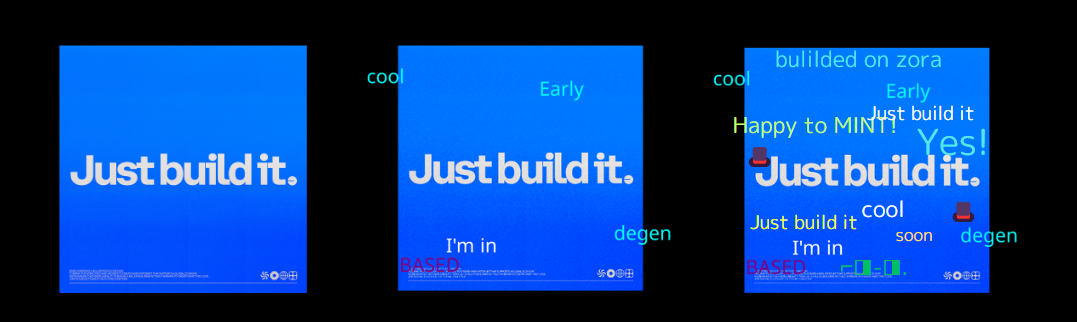 Just build it.
cool
Early
Just build it.
degen
I'm in
BASED
bulilded on zora
cool
Early
Just build it
Happy to MINT!
Yes!
Just build it.
cool
Just build it
soon
degen
I'm in
BASED